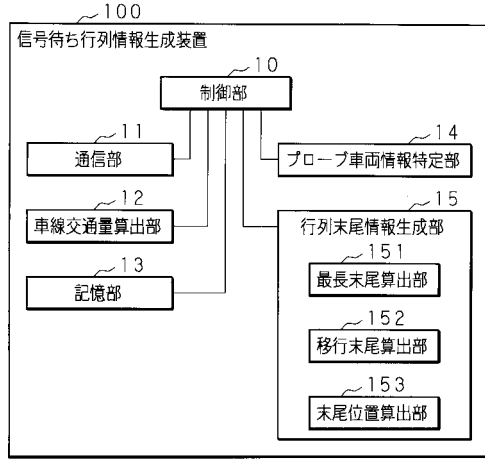 100
信号待ち行列情報生成装置
10
制御部
11
通信部
14
プローブ車両情報特定部
12
車線交通量算出部
15
行列末尾情報生成部
13
記憶部
151
最長末尾算出部
152
移行末尾算出部
153
末尾位置算出部